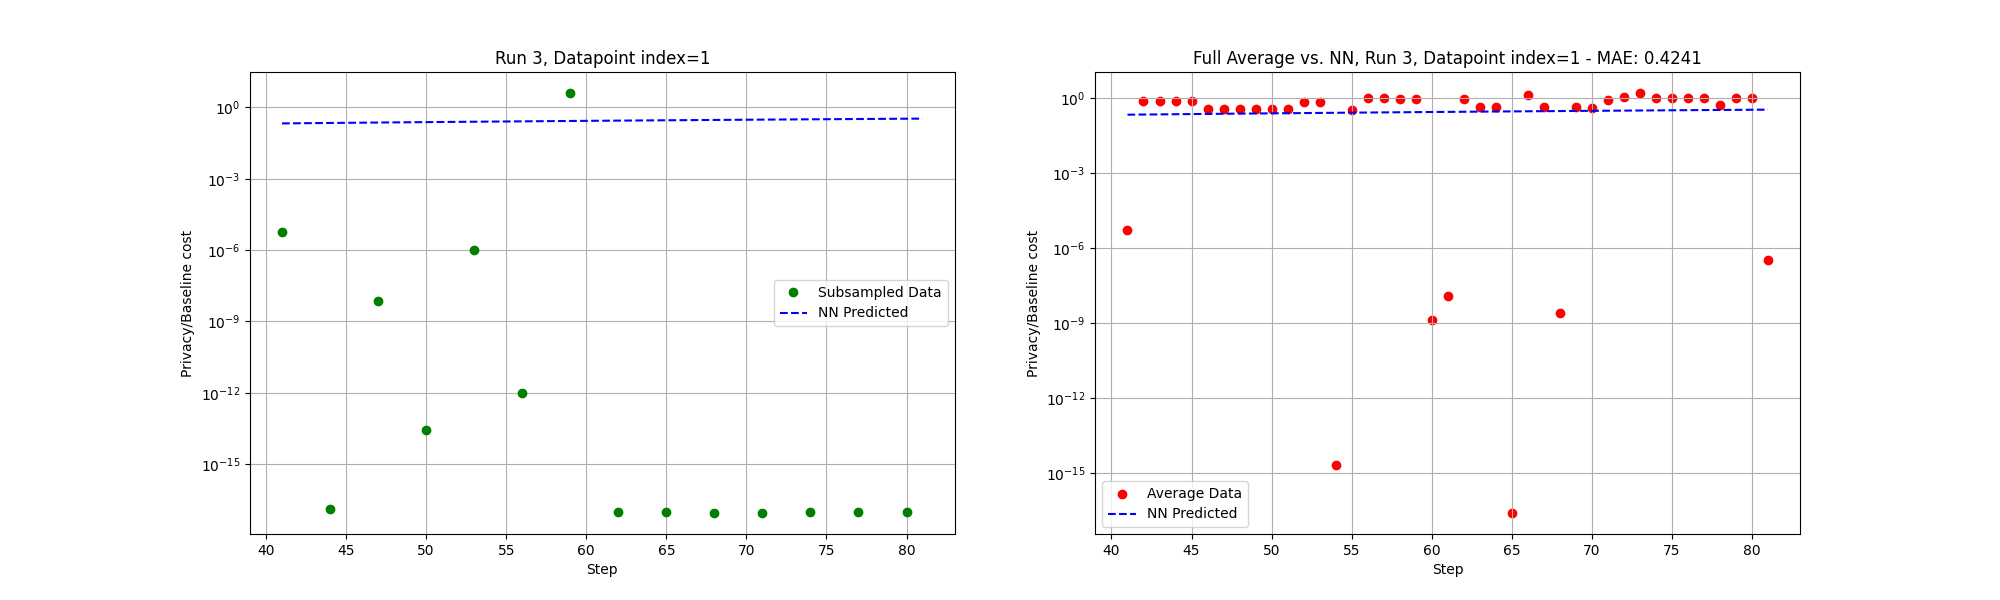 Run 3, Datapoint index=1
Privacy/Baseline cost
10^0
10^-3
10^-6
10^-9
10^-12
10^-15
Subsampled Data
NN Predicted
40 45 50 55 60 65 70 75 80
Step
Full Average vs. NN, Run 3, Datapoint index=1 - MAE: 0.4241
Privacy/Baseline cost
10^0
10^-3
10^-6
10^-9
10^-12
10^-15
Average Data
NN Predicted
40 45 50 55 60 65 70 75 80
Step